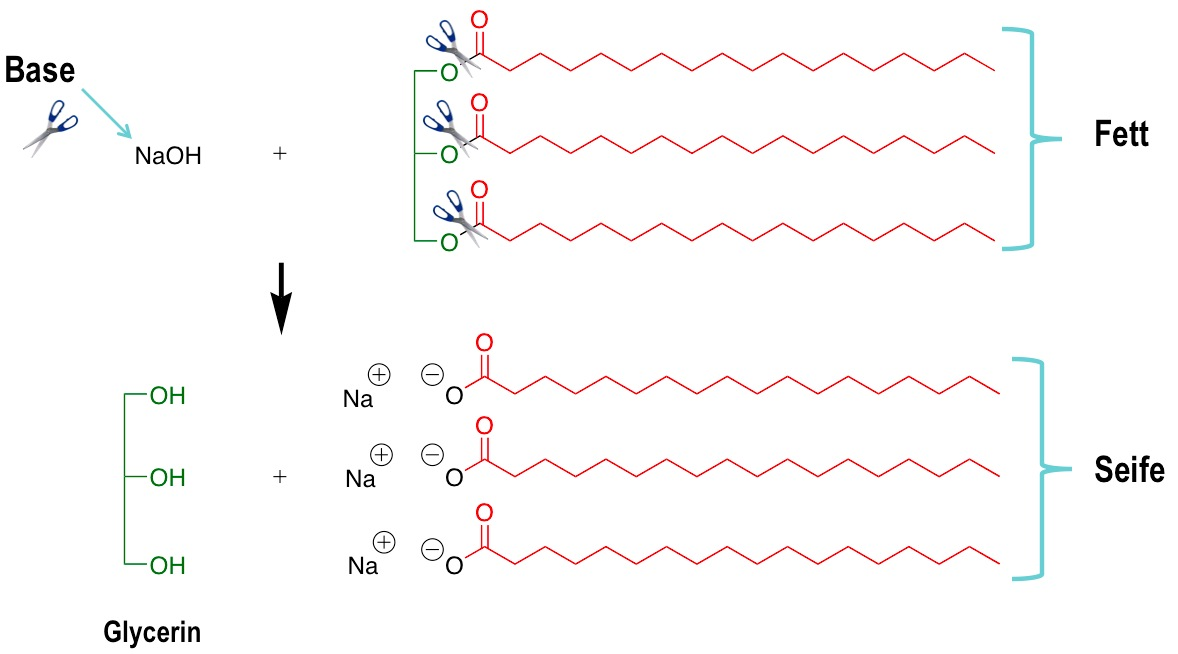 Base
NaOH
+
O
O
O
O
O
O
Fett
OH
OH
OH
+
Na + − O
O
Na + − O
O
Na + − O
O
Seife
Glycerin